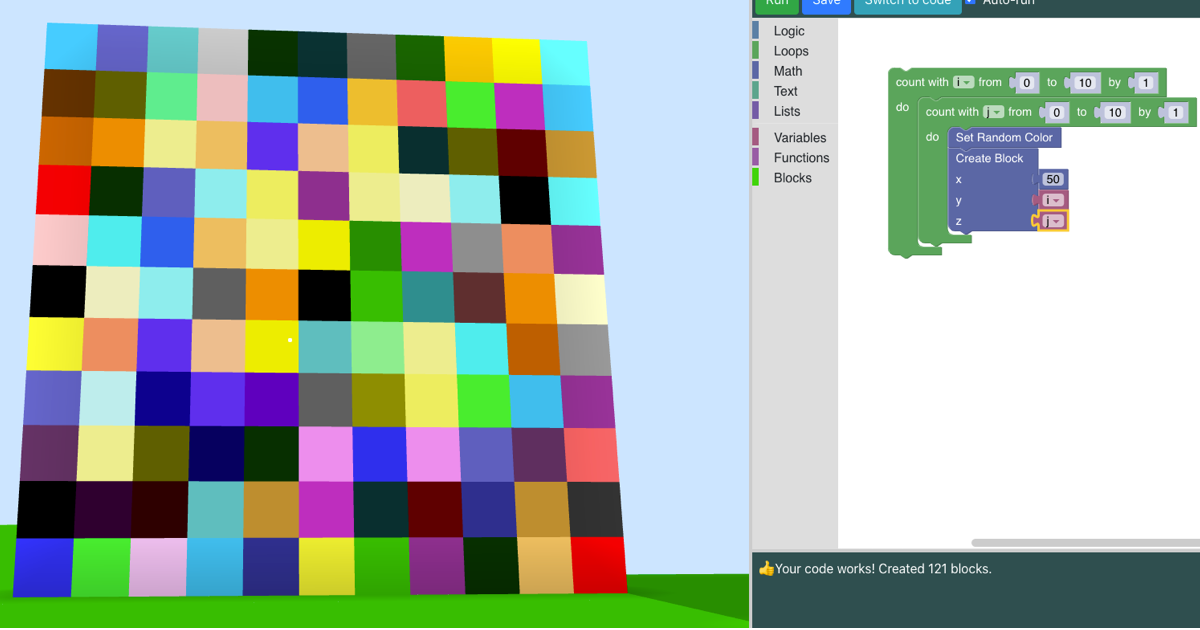 Run Save Switch to code Auto-run
Logic
Loops
Math
Text
Lists
Variables
Functions
Blocks
count with i from 0 to 10 by 1
do count with j from 0 to 10 by 1
do Set Random Color
Create Block
x 50
y i
z j
👍Your code works! Created 121 blocks.